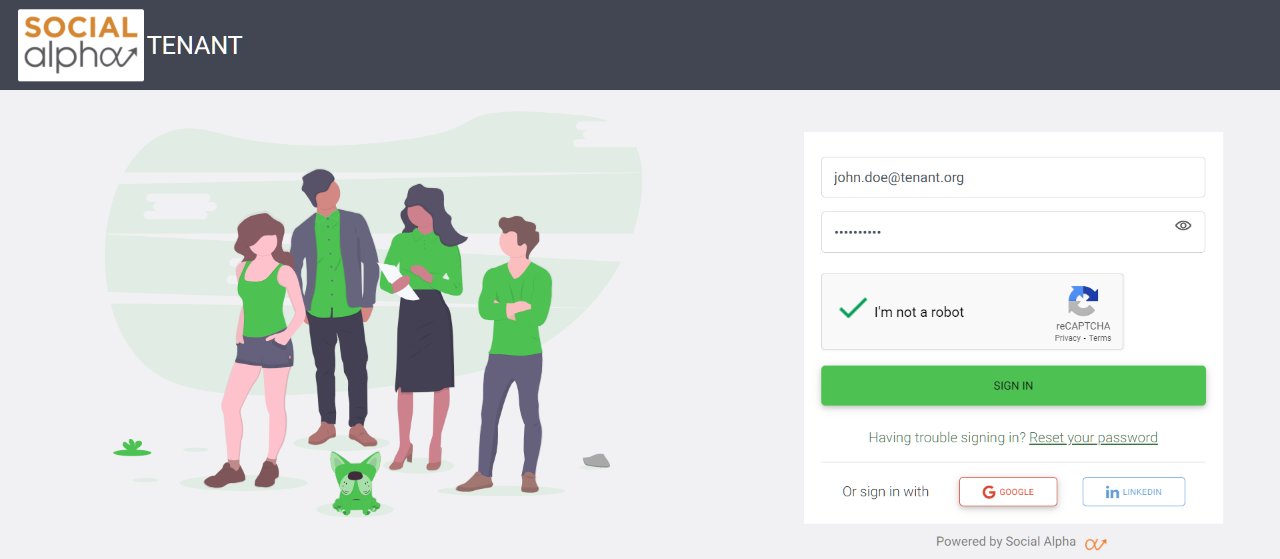 SOCIAL
alpha
TENANT
john.doe@tenant.org
••••••••••
I'm not a robot
reCAPTCHA
Privacy - Terms
SIGN IN
Having trouble signing in? Reset your password
Or sign in with
G GOOGLE
in LINKEDIN
Powered by Social Alpha